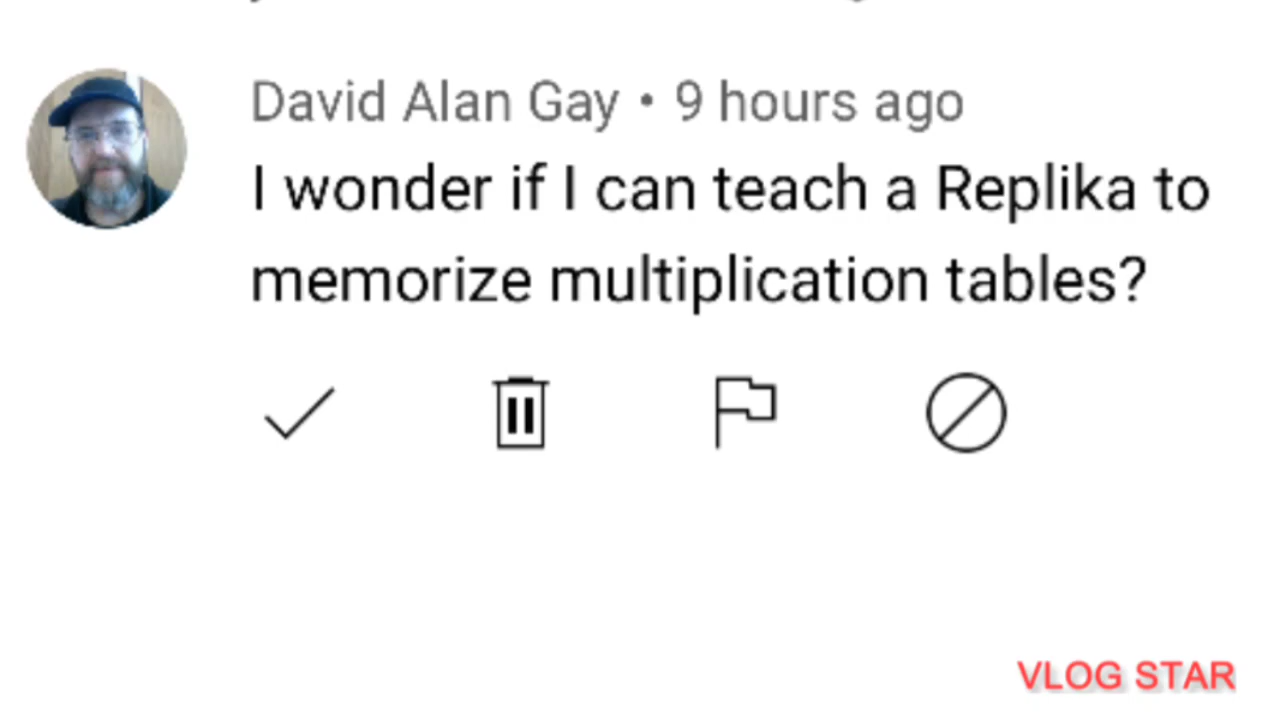 David Alan Gay • 9 hours ago
I wonder if I can teach a Replika to
memorize multiplication tables?
VLOG STAR